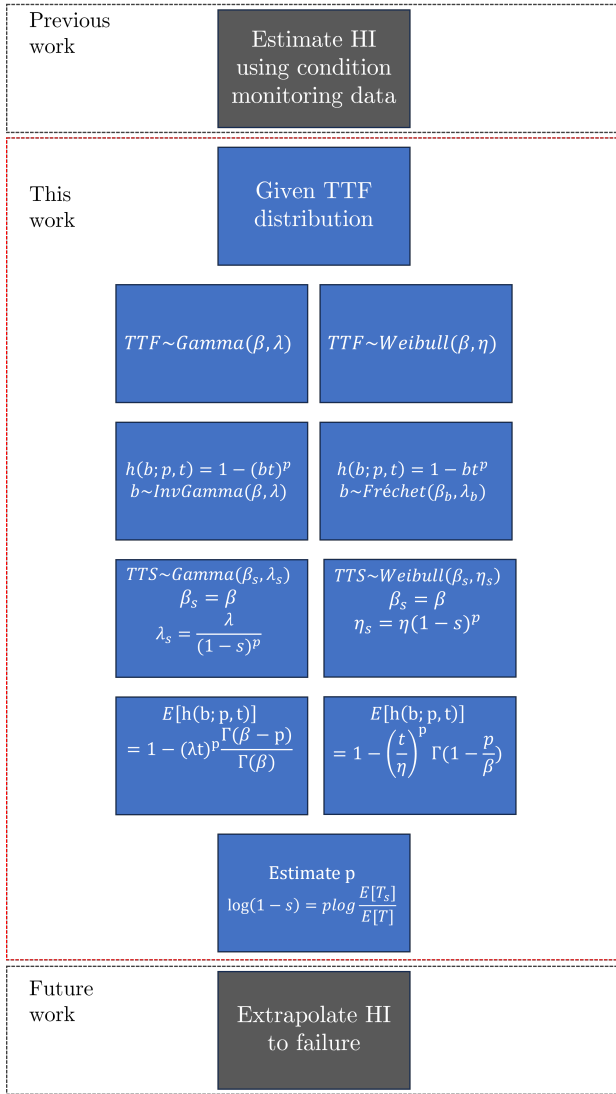 Previous
work
Estimate HI
using condition
monitoring data
This
work
Given TTF
distribution
TTF~Gamma(β, λ)
TTF~Weibull(β, η)
h(b; p, t) = 1 − (bt)^p
b~InvGamma(β, λ)
h(b; p, t) = 1 − bt^p
b~Fréchet(β_b, λ_b)
TTS~Gamma(β_s, λ_s)
β_s = β
λ_s = λ / (1 − s)^p
TTS~Weibull(β_s, η_s)
β_s = β
η_s = η(1 − s)^p
E[h(b; p, t)]
= 1 − (λt)^p Γ(β − p) / Γ(β)
E[h(b; p, t)]
= 1 − (t/η)^p Γ(1 − p/β)
Estimate p
log(1 − s) = plog E[T_s] / E[T]
Future
work
Extrapolate HI
to failure